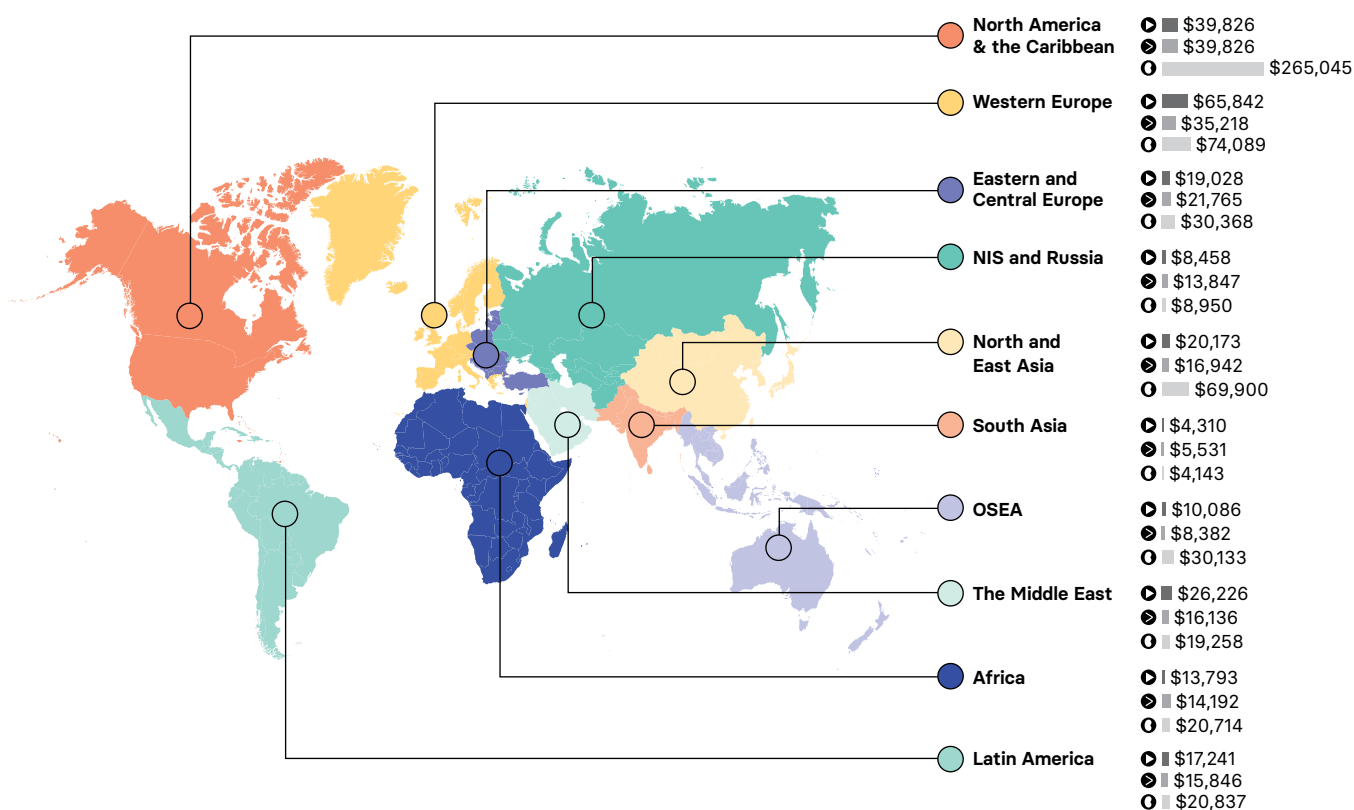 North America
& the Caribbean
$39,826
$39,826
$265,045
Western Europe
$65,842
$35,218
$74,089
Eastern and
Central Europe
$19,028
$21,765
$30,368
NIS and Russia
$8,458
$13,847
$8,950
North and
East Asia
$20,173
$16,942
$69,900
South Asia
$4,310
$5,531
$4,143
OSEA
$10,086
$8,382
$30,133
The Middle East
$26,226
$16,136
$19,258
Africa
$13,793
$14,192
$20,714
Latin America
$17,241
$15,846
$20,837